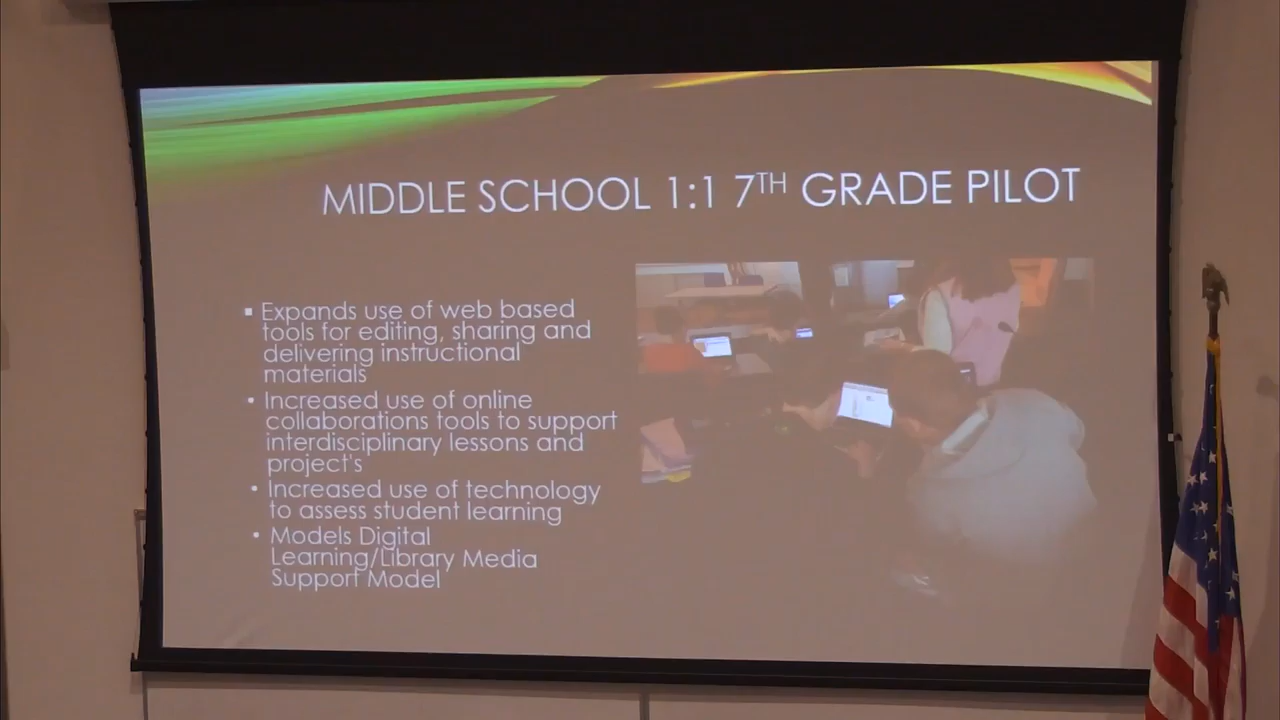 MIDDLE SCHOOL 1:1 7TH GRADE PILOT
▪ Expands use of web based
tools for editing, sharing and
delivering instructional
materials
• Increased use of online
collaborations tools to support
interdisciplinary lessons and
project's
• Increased use of technology
to assess student learning
• Models Digital
Learning/Library Media
Support Model